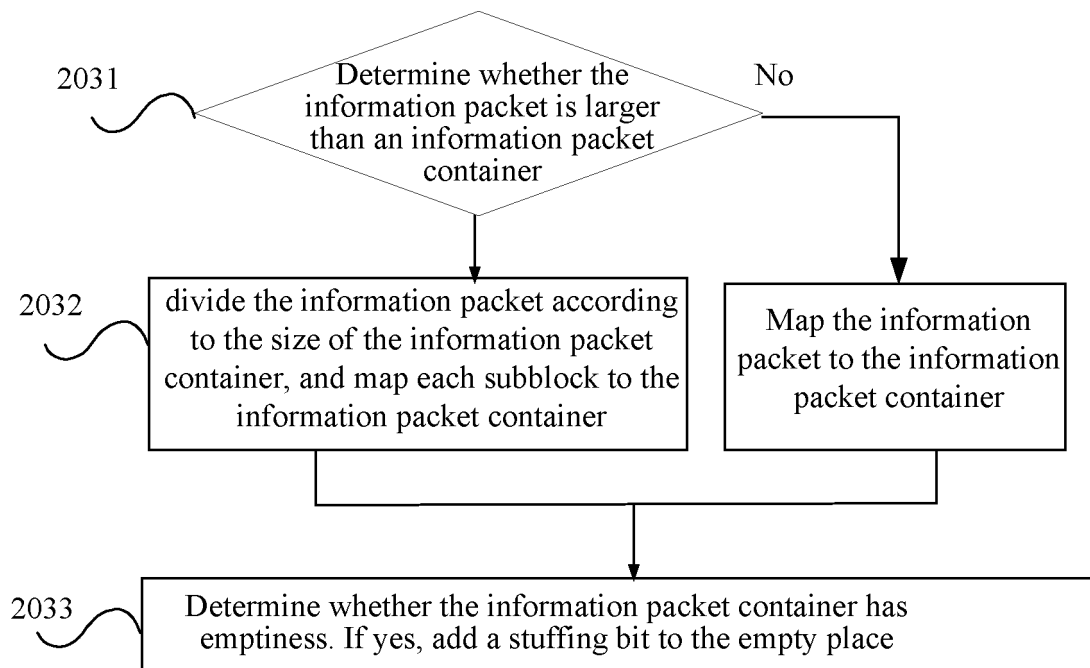 2031
Determine whether the
information packet is larger
than an information packet
container
No
2032
divide the information packet according
to the size of the information packet
container, and map each subblock to the
information packet container
Map the information
packet to the information
packet container
2033
Determine whether the information packet container has
emptiness. If yes, add a stuffing bit to the empty place